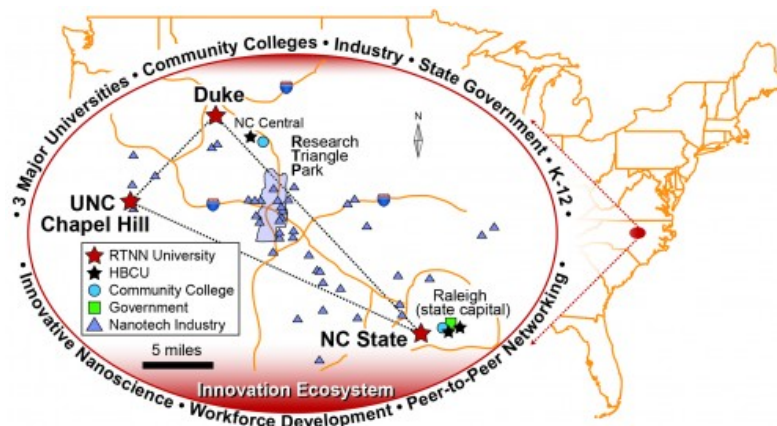 • 3 Major Universities • Community Colleges • Industry • State Government • K-12 •
Duke
NC Central
N
Research
Triangle
Park
UNC
Chapel Hill
RTNN University
HBCU
Community College
Government
Nanotech Industry
Raleigh
(state capital)
NC State
5 miles
Innovation Ecosystem
Innovative Nanoscience • Workforce Development • Peer-to-Peer Networking